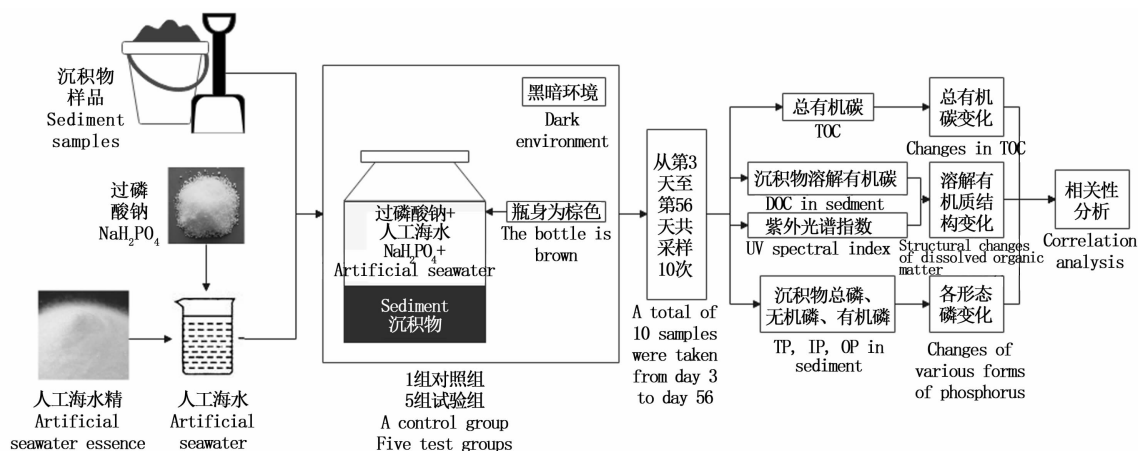 沉积物
样品
Sediment
samples
过磷
酸钠
NaH₂PO₄
人工海水精
Artificial
seawater essence
人工海水
Artificial
seawater
黑暗环境
Dark
environment
过磷酸钠+
人工海水
NaH₂PO₄+
Artificial seawater
Sediment
沉积物
瓶身为棕色
The bottle is
brown
1组对照组
5组试验组
A control group
Five test groups
从第3
天至
第56
天共
采样
10次
A total of
10 samples
were taken
from day 3
to day 56
总有机碳
TOC
总有机
碳变化
Changes in TOC
沉积物溶解有机碳
DOC in sedment
紫外光谱指数
UV spectral index
溶解有
机质结
构变化
Structural changes
of dissolved organic
matter
沉积物总磷、
无机磷、有机磷
TP, IP, OP in
sediment
各形态
磷变化
Changes of
various forms
of phosphorus
相关性
分析
Correlation
analysis